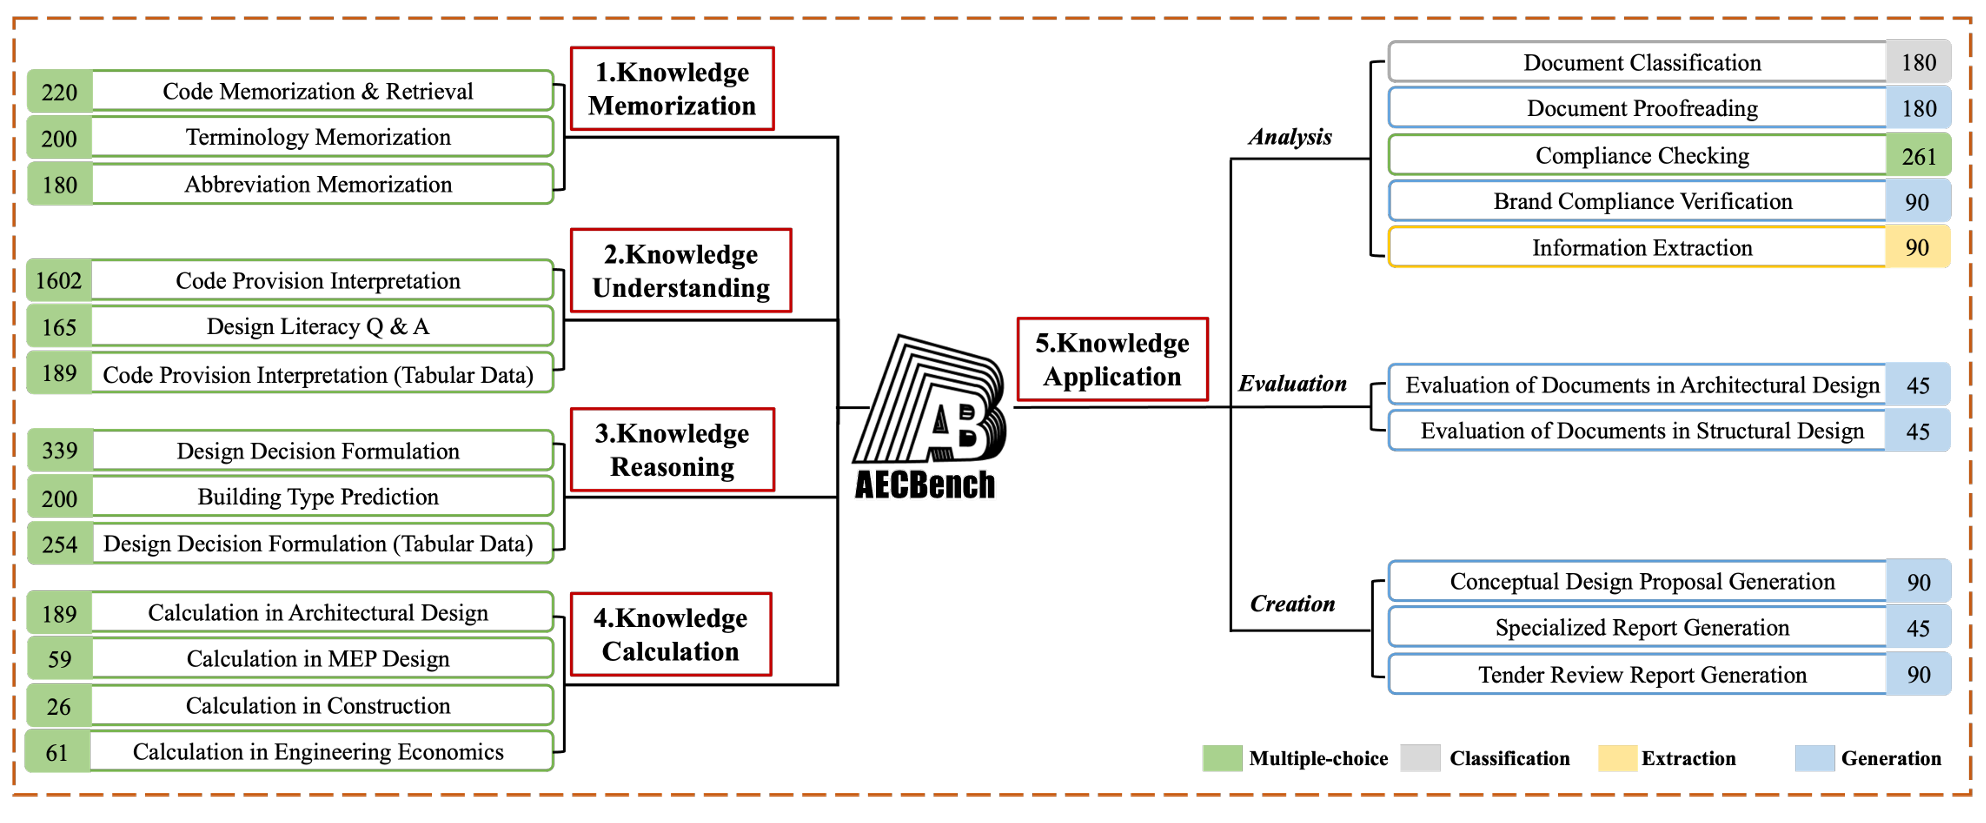 1.Knowledge
Memorization
220 Code Memorization & Retrieval
200 Terminology Memorization
180 Abbreviation Memorization
2.Knowledge
Understanding
1602 Code Provision Interpretation
165 Design Literacy Q & A
189 Code Provision Interpretation (Tabular Data)
3.Knowledge
Reasoning
339 Design Decision Formulation
200 Building Type Prediction
254 Design Decision Formulation (Tabular Data)
4.Knowledge
Calculation
189 Calculation in Architectural Design
59 Calculation in MEP Design
26 Calculation in Construction
61 Calculation in Engineering Economics
AB
AECBench
5.Knowledge
Application
Analysis
Document Classification 180
Document Proofreading 180
Compliance Checking 261
Brand Compliance Verification 90
Information Extraction 90
Evaluation
Evaluation of Documents in Architectural Design 45
Evaluation of Documents in Structural Design 45
Creation
Conceptual Design Proposal Generation 90
Specialized Report Generation 45
Tender Review Report Generation 90
Multiple-choice Classification Extraction Generation